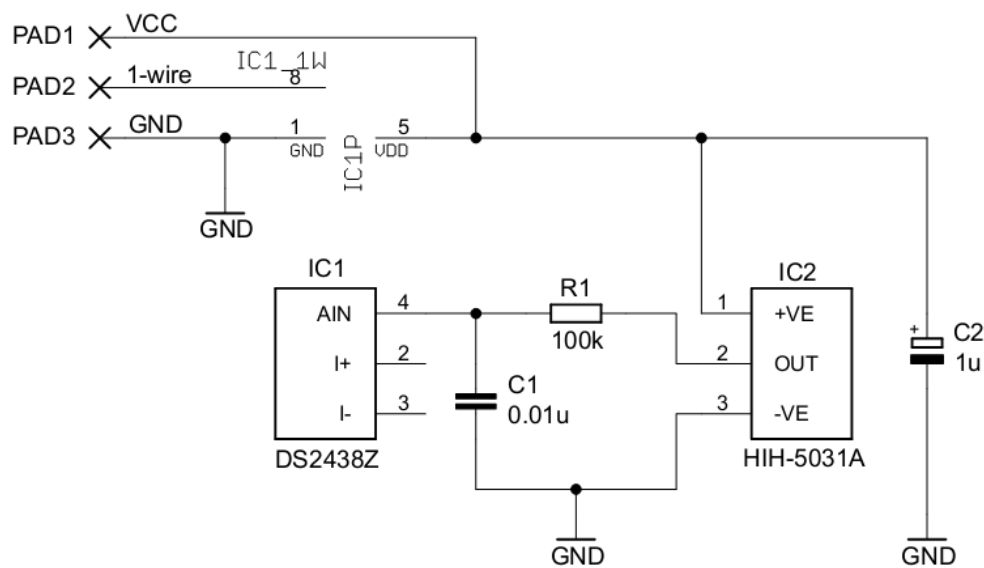 PAD1 VCC
IC1_1W
PAD2 1-wire 8
PAD3 GND 1 5
GND IC1P VDD
GND
IC1 IC2
R1
AIN 4 1 +VE
100k
I+ 2 2 OUT
+ C2
1u
C1
I- 3 0.01u 3 -VE
DS2438Z HIH-5031A
GND GND